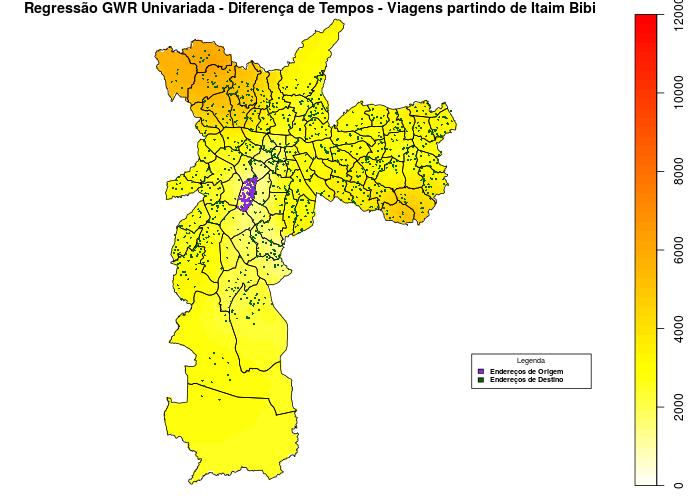 Regressão GWR Univariada - Diferença de Tempos - Viagens partindo de Itaim Bibi
12000
10000
8000
6000
4000
2000
0
Legenda
Endereços de Origem
Endereços de Destino